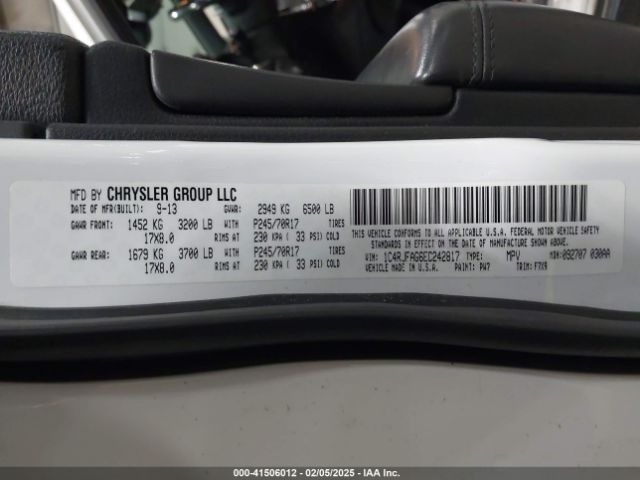 MFD BY CHRYSLER GROUP LLC
DATE OF MFR(BUILT): 9-13 GVWR: 2949 KG 6500 LB
GAWR FRONT: 1452 KG 3200 LB WITH P245/70R17 TIRES
17X8.0 RIMS AT 230 KPA ( 33 PSI) COLD
GAWR REAR: 1679 KG 3700 LB WITH P245/70R17 TIRES
17X8.0 RIMS AT 230 KPA ( 33 PSI) COLD
THIS VEHICLE CONFORMS TO ALL APPLICABLE U.S.A. FEDERAL MOTOR VEHICLE SAFETY
STANDARDS IN EFFECT ON THE DATE OF MANUFACTURE SHOWN ABOVE.
VIN: 1C4RJFAG6EC242817 TYPE: MPV MDH: 092707 030AA
VEHICLE MADE IN U.S.A. PAINT: PW7 TRIM: F7X9
000-41506012 - 02/05/2025 - IAA Inc.